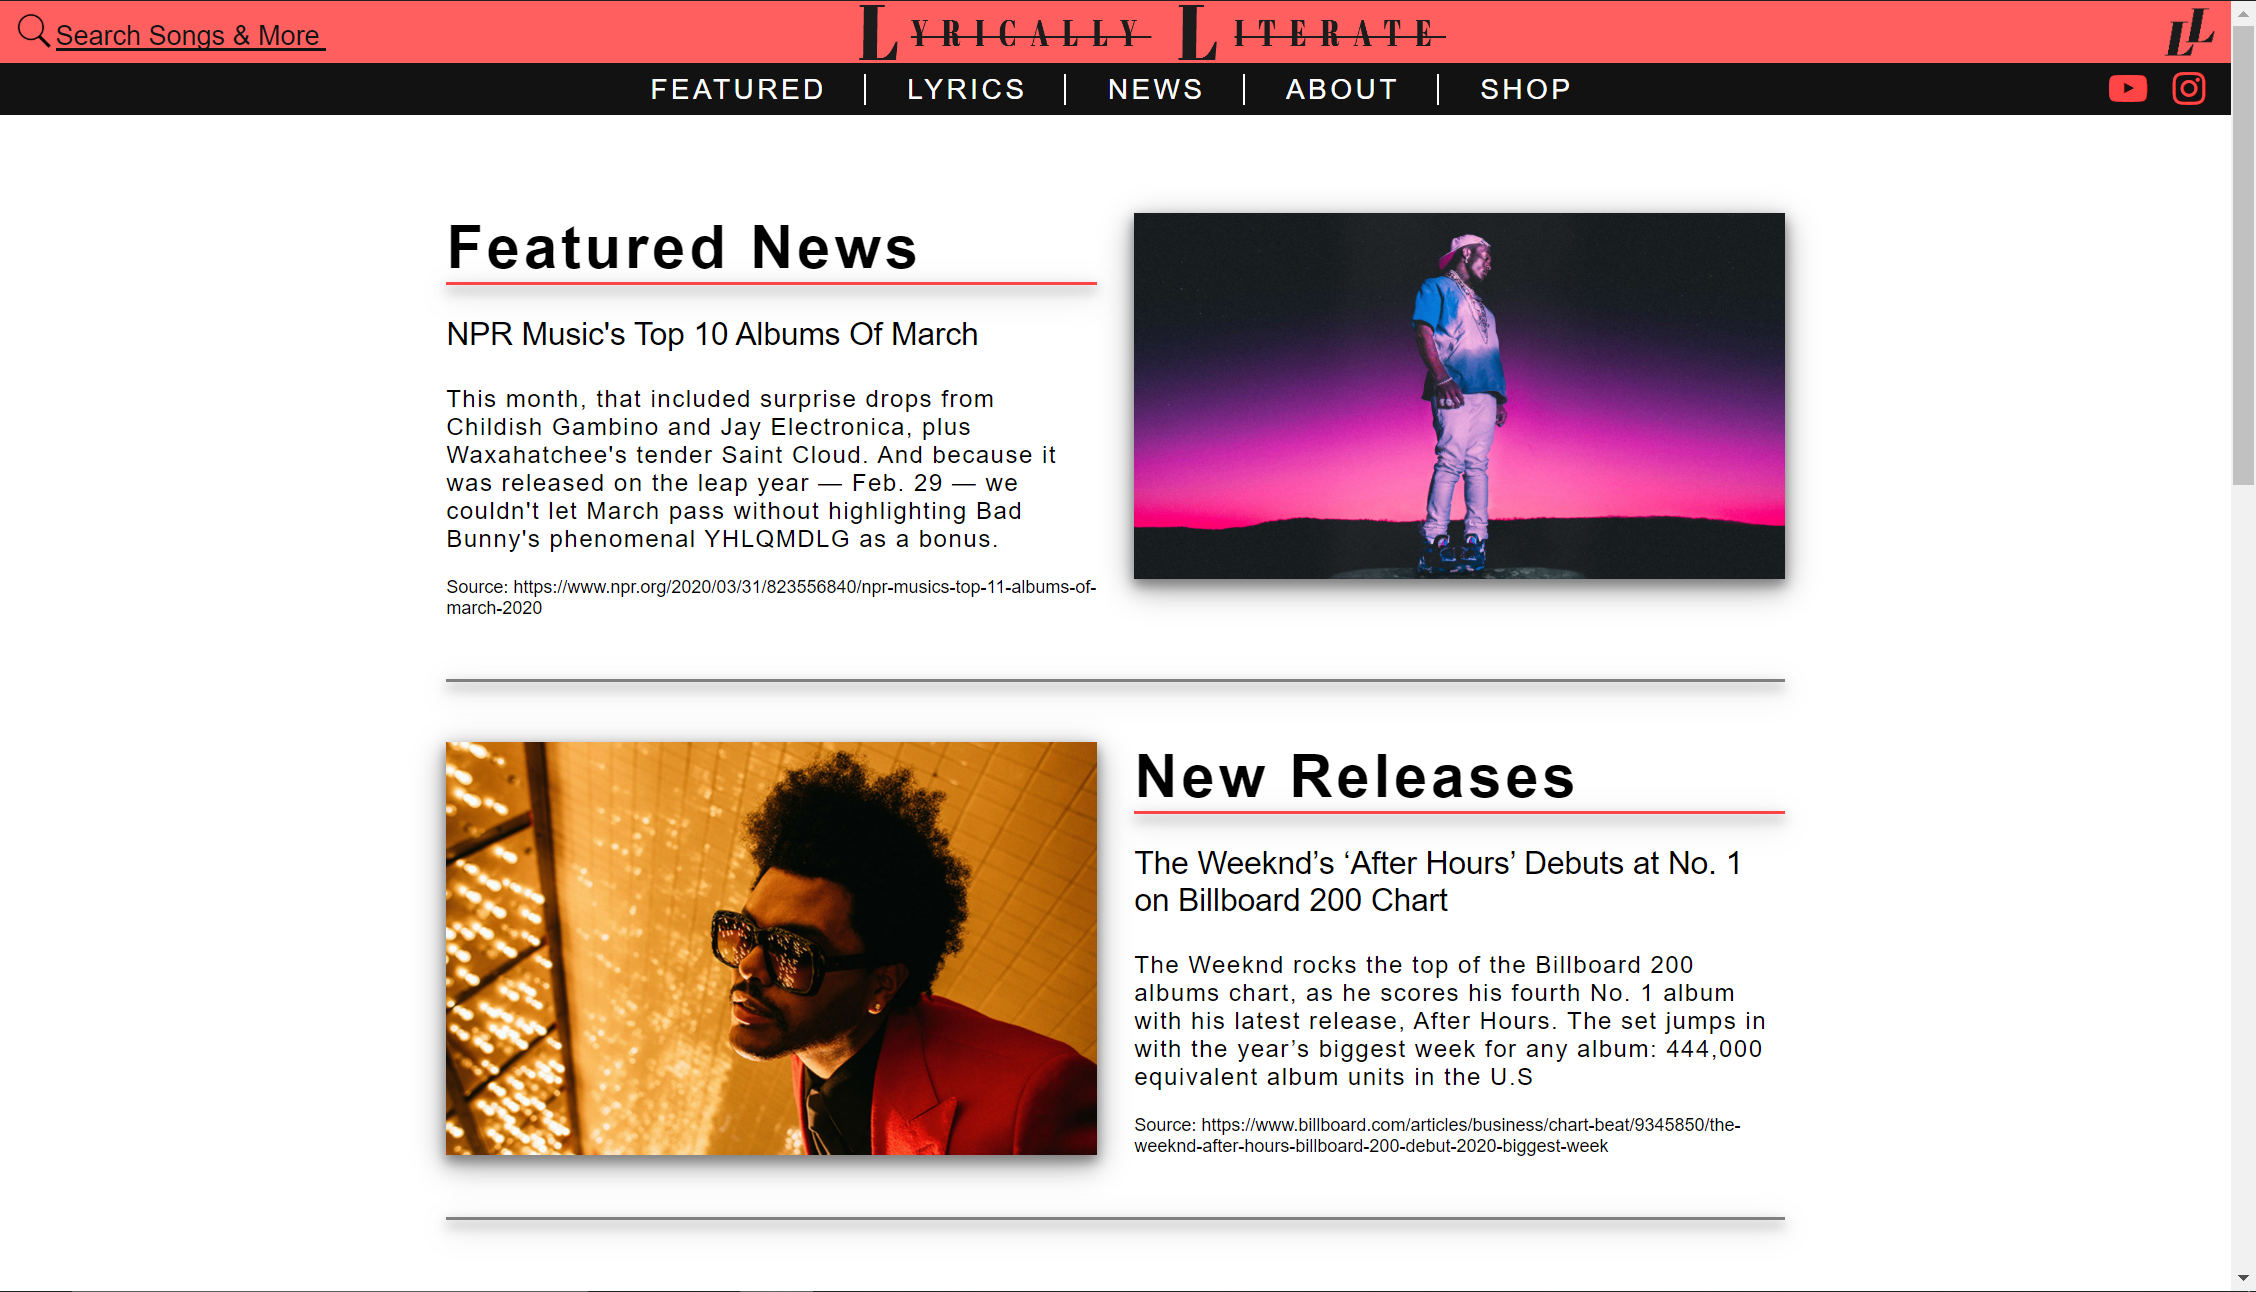 Search Songs & More
LYRICALLY LITERATE
LL
FEATURED | LYRICS | NEWS | ABOUT | SHOP
Featured News
NPR Music's Top 10 Albums Of March
This month, that included surprise drops from
Childish Gambino and Jay Electronica, plus
Waxahatchee's tender Saint Cloud. And because it
was released on the leap year — Feb. 29 — we
couldn't let March pass without highlighting Bad
Bunny's phenomenal YHLQMDLG as a bonus.
Source: https://www.npr.org/2020/03/31/823556840/npr-musics-top-11-albums-of-
march-2020
New Releases
The Weeknd’s ‘After Hours’ Debuts at No. 1
on Billboard 200 Chart
The Weeknd rocks the top of the Billboard 200
albums chart, as he scores his fourth No. 1 album
with his latest release, After Hours. The set jumps in
with the year’s biggest week for any album: 444,000
equivalent album units in the U.S
Source: https://www.billboard.com/articles/business/chart-beat/9345850/the-
weeknd-after-hours-billboard-200-debut-2020-biggest-week